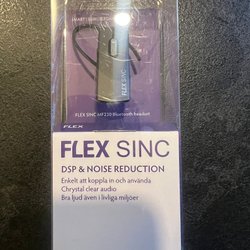 FLEX SINC
FLEX SINC MF230 Bluetooth headset
FLEX
FLEX SINC
DSP & NOISE REDUCTION
Enkelt att koppla in och använda
Chrystal clear audio
Bra ljud även i livliga miljöer